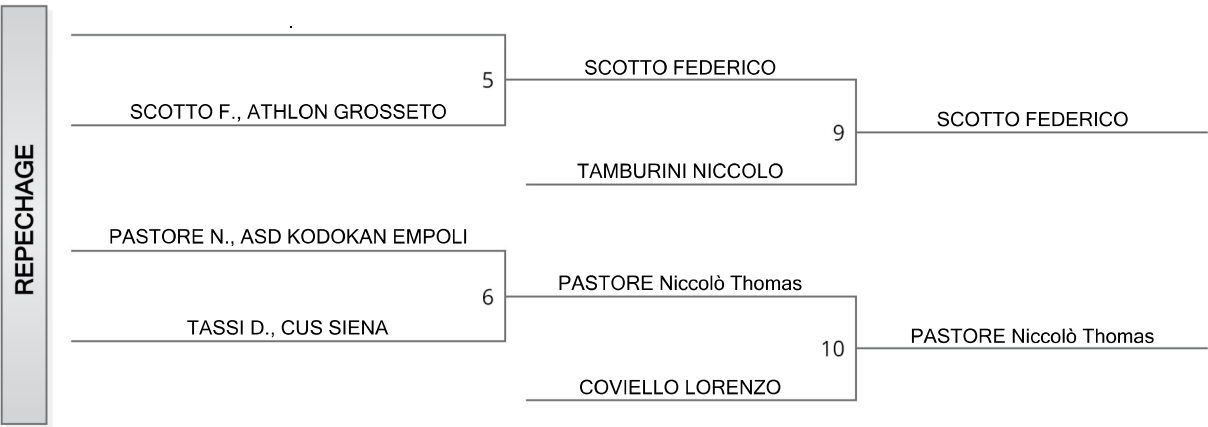 REPECHAGE
.
SCOTTO F., ATHLON GROSSETO
5
SCOTTO FEDERICO
TAMBURINI NICCOLO
9
SCOTTO FEDERICO
PASTORE N., ASD KODOKAN EMPOLI
TASSI D., CUS SIENA
6
PASTORE Niccolò Thomas
COVIELLO LORENZO
10
PASTORE Niccolò Thomas